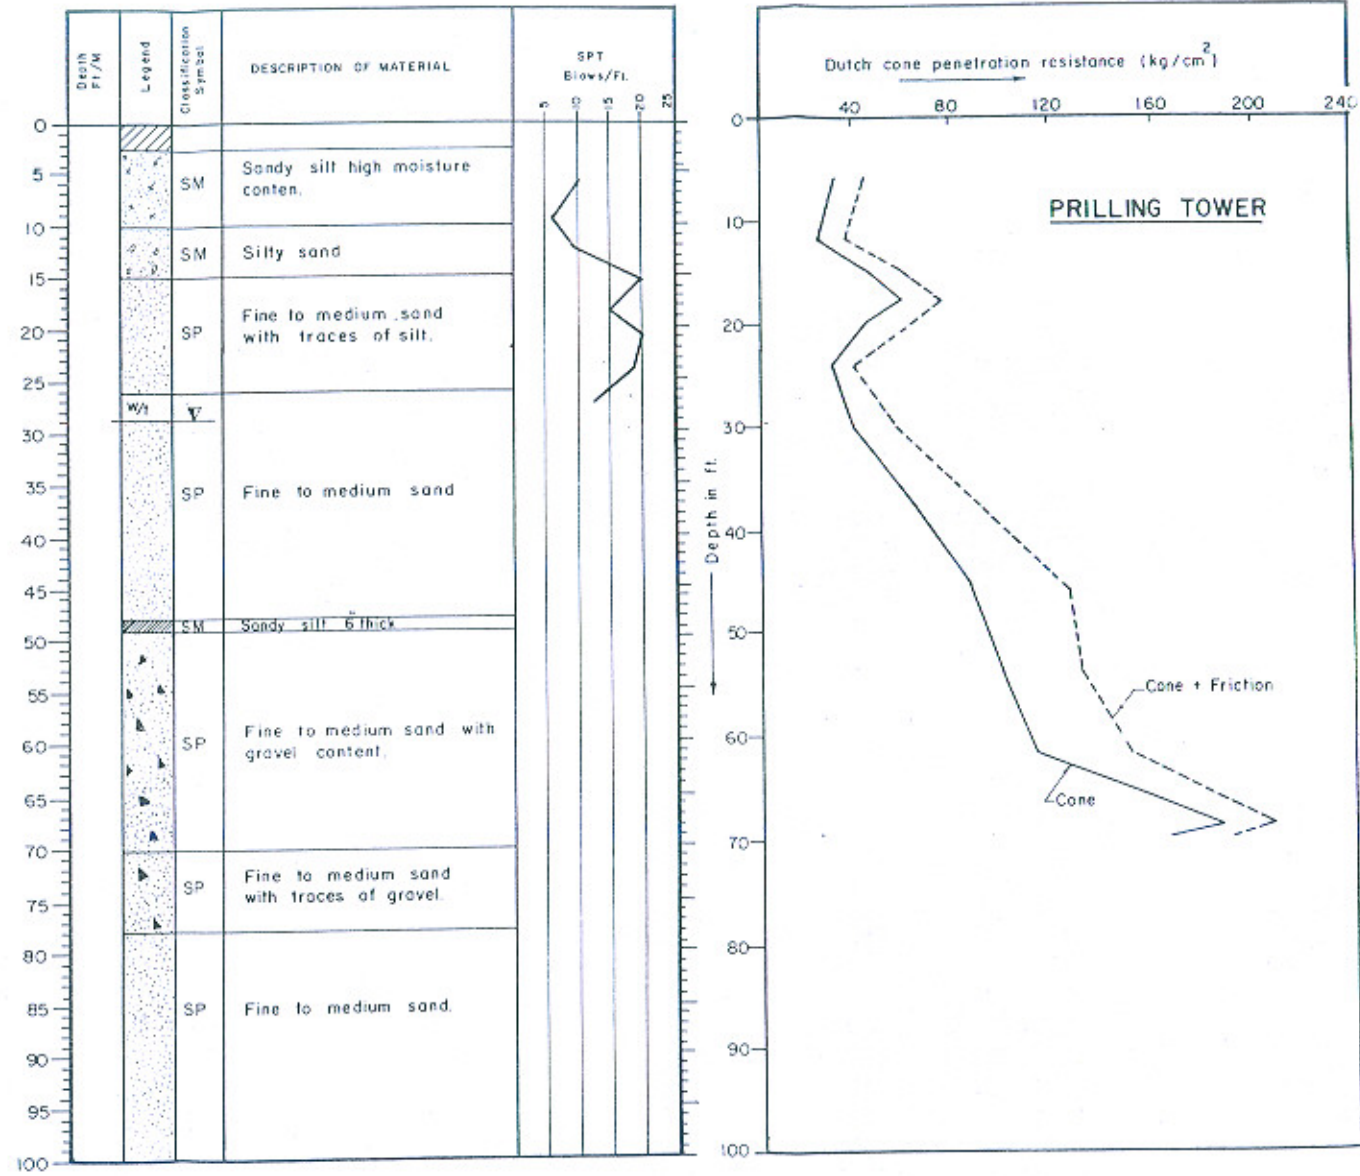 Depth
Ft/M
Legend
Classification
Symbol
DESCRIPTION OF MATERIAL
SPT
Blows/Ft.
5
10
15
20
25
0
5
10
15
20
25
30
35
40
45
50
55
60
65
70
75
80
85
90
95
100
SM
Sandy silt high moisture
conten.
SM
Silty sand
SP
Fine to medium sand
with traces of silt.
W/t
SP
Fine to medium sand
SM
Sandy silt 6" thick
SP
Fine to medium sand with
gravel content.
SP
Fine to medium sand
with traces of gravel.
SP
Fine to medium sand.
Dutch cone penetration resistance (kg/cm²)
40
80
120
160
200
240
0
10
20
30
40
50
60
70
80
90
100
Depth in ft.
PRILLING TOWER
Cone + Friction
Cone